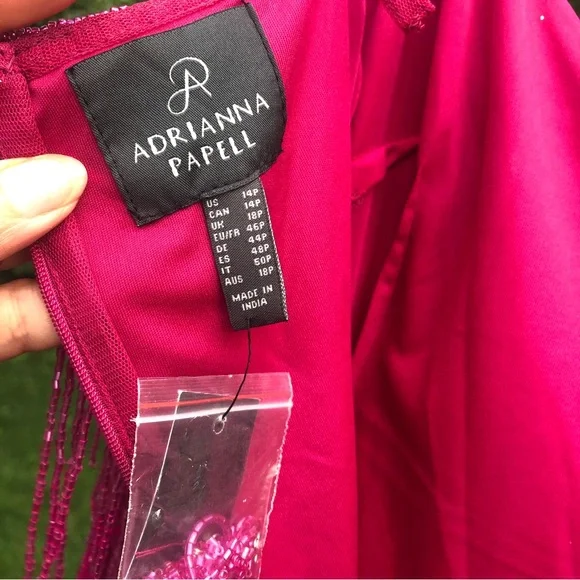 ADRIANNA
PAPELL
US 14P
CAN 14P
UK 18P
EU/FR 46P
DE 44P
ES 48P
IT 50P
AUS 18P
MADE IN
INDIA